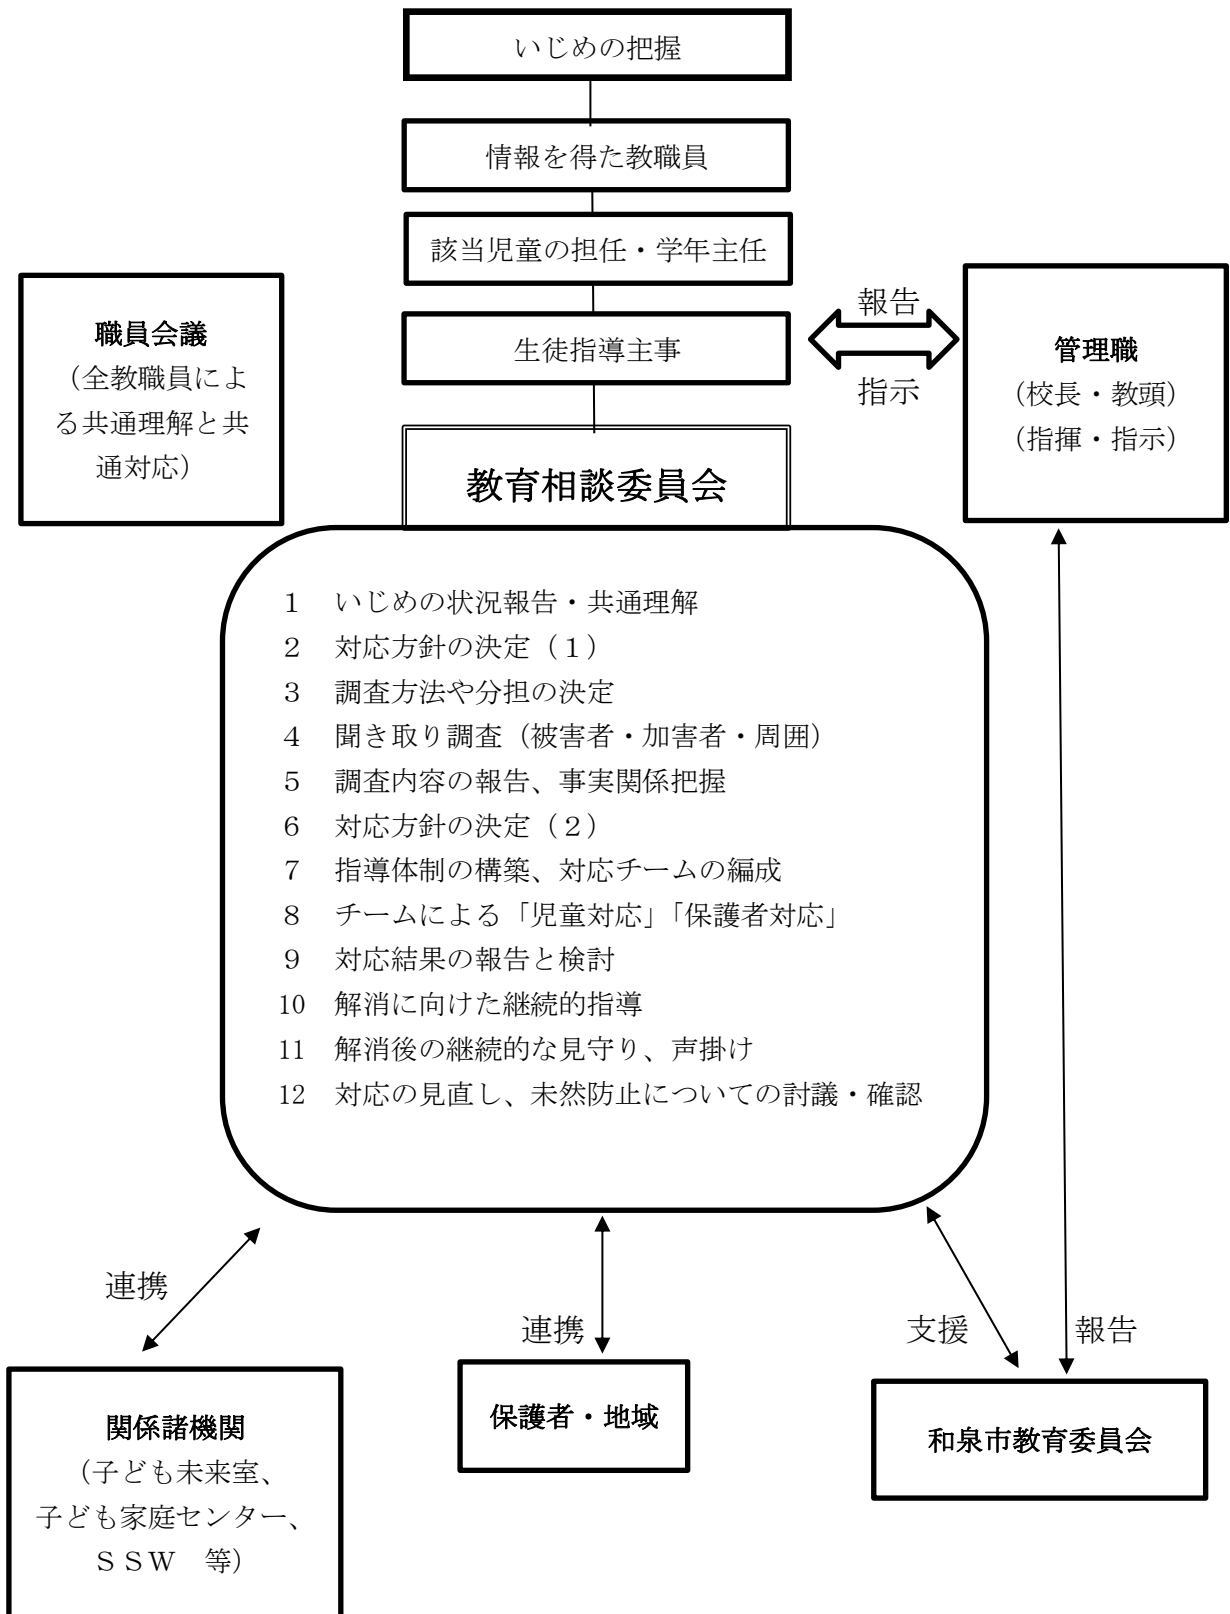 いじめの把握
情報を得た教職員
該当児童の担任・学年主任
生徒指導主事
報告
指示
管理職
(校長・教頭)
(指揮・指示)
職員会議
(全教職員によ
る共通理解と共
通対応)
教育相談委員会
1 いじめの状況報告・共通理解
2 対応方針の決定(1)
3 調査方法や分担の決定
4 聞き取り調査(被害者・加害者・周囲)
5 調査内容の報告、事実関係把握
6 対応方針の決定(2)
7 指導体制の構築、対応チームの編成
8 チームによる「児童対応」「保護者対応」
9 対応結果の報告と検討
10 解消に向けた継続的指導
11 解消後の継続的な見守り、声掛け
12 対応の見直し、未然防止についての討議・確認
連携
連携
支援
報告
関係諸機関
(子ども未来室、
子ども家庭センター、
SSW 等)
保護者・地域
和泉市教育委員会